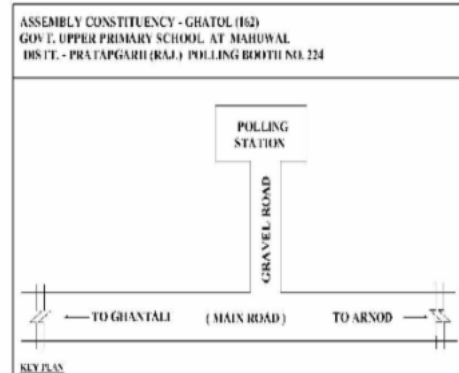 ASSEMBLY CONSTITUENCY - GHATOL (162)
GOVT. UPPER PRIMARY SCHOOL AT MAHUWAL
DISTT. - PRATAPGARH (RAJ.) POLLING BOOTH NO. 224
POLLING
STATION
GRAVEL ROAD
TO GHANTALI (MAIN ROAD) TO ARNOD
KEY PLAN